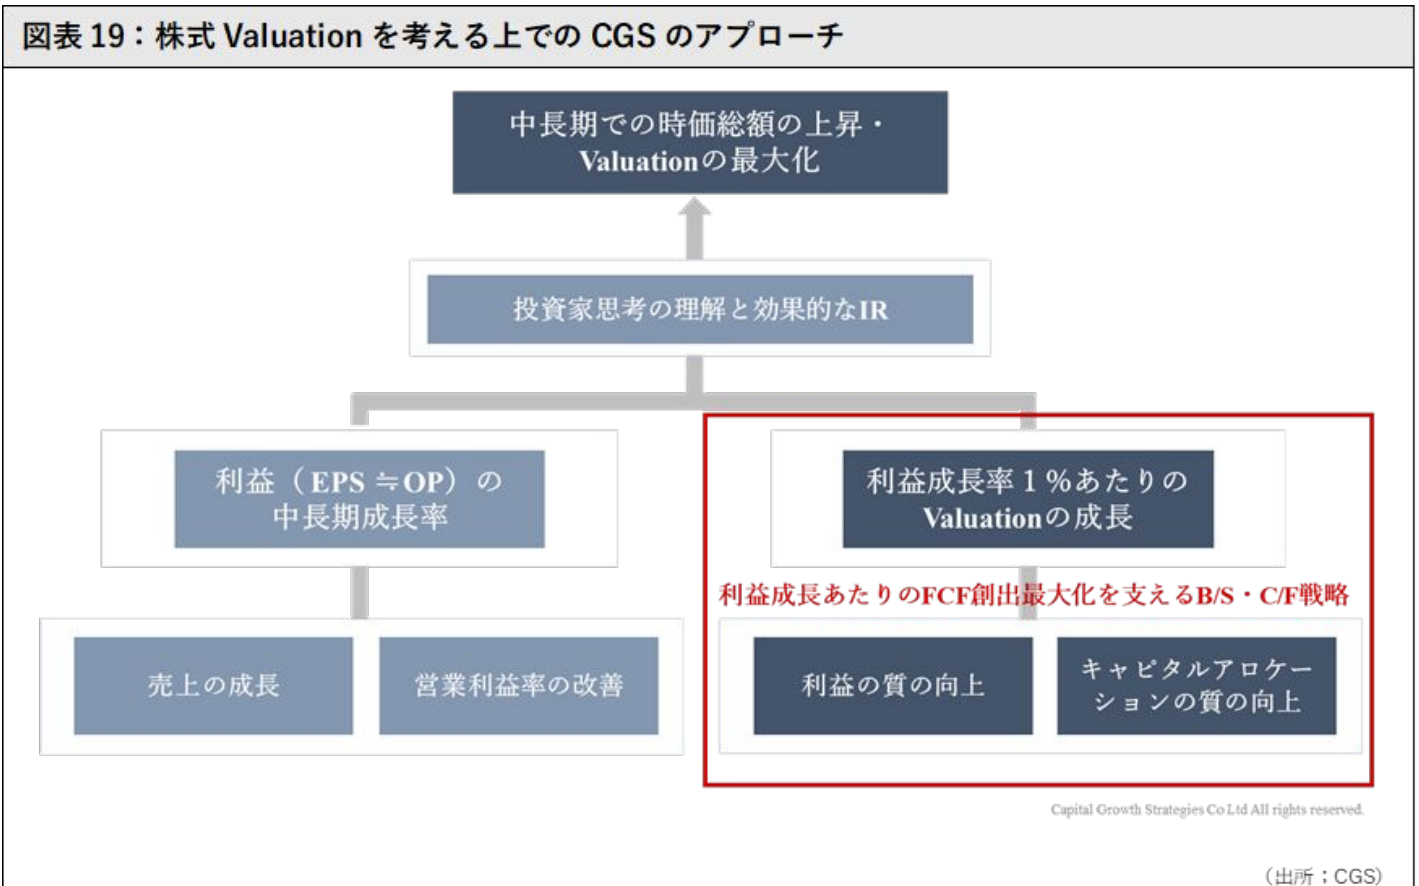 図表 19：株式 Valuation を考える上での CGS のアプローチ
中長期での時価総額の上昇・
Valuationの最大化
投資家思考の理解と効果的なIR
利益（EPS ≒OP）の
中長期成長率
利益成長率１％あたりの
Valuationの成長
利益成長あたりのFCF創出最大化を支えるB/S・C/F戦略
売上の成長
営業利益率の改善
利益の質の向上
キャピタルアロケー
ションの質の向上
Capital Growth Strategies Co Ltd All rights reserved.
（出所；CGS）